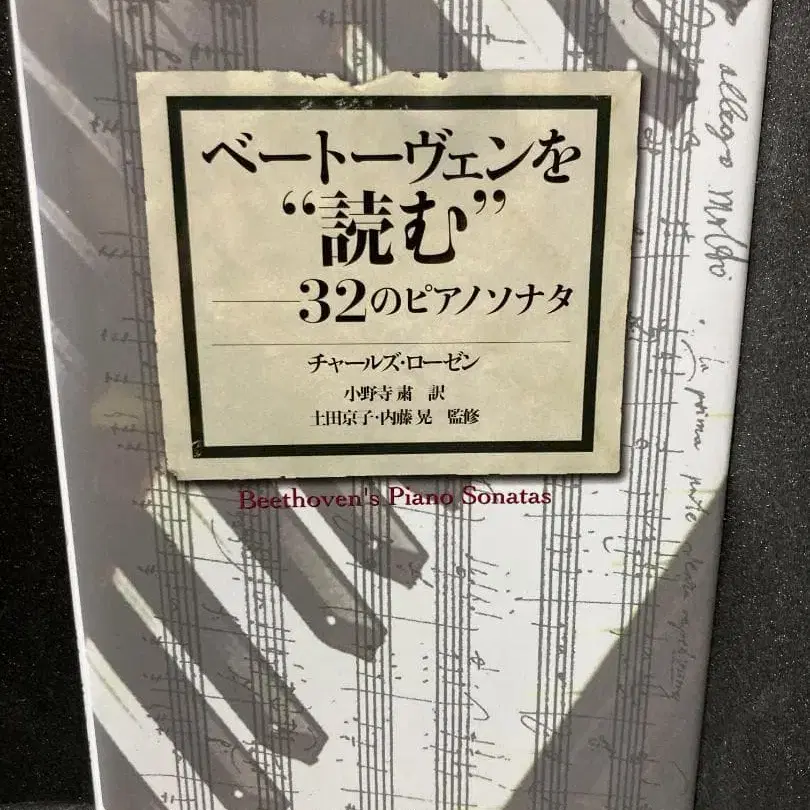 ベートーヴェンを
“読む”
——32のピアノソナタ
チャールズ・ローゼン
小野寺 粛 訳
土田京子・内藤 晃 監修
Beethoven's Piano Sonatas
prima